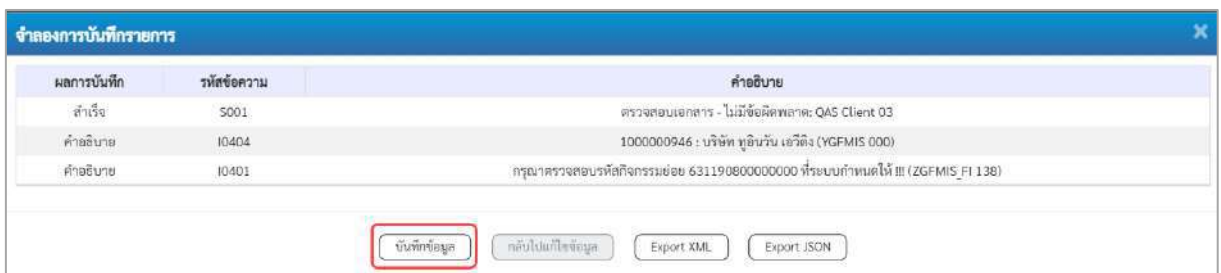 จำลองการบันทึกรายการ
ผลการบันทึก รหัสข้อความ คำอธิบาย
สำเร็จ S001 ตรวจสอบเอกสาร - ไม่มีข้อผิดพลาด: QAS Client 03
คำอธิบาย I0404 1000000946 : บริษัท ทูอินวัน เอวีดิง (YGFMIS 000)
คำอธิบาย I0401 กรุณาตรวจสอบรหัสกิจกรรมย่อย 631190800000000 ที่ระบบกำหนดให้ !!! (ZGFMIS_FI 138)
บันทึกข้อมูล กลับไปแก้ไขข้อมูล Export XML Export JSON